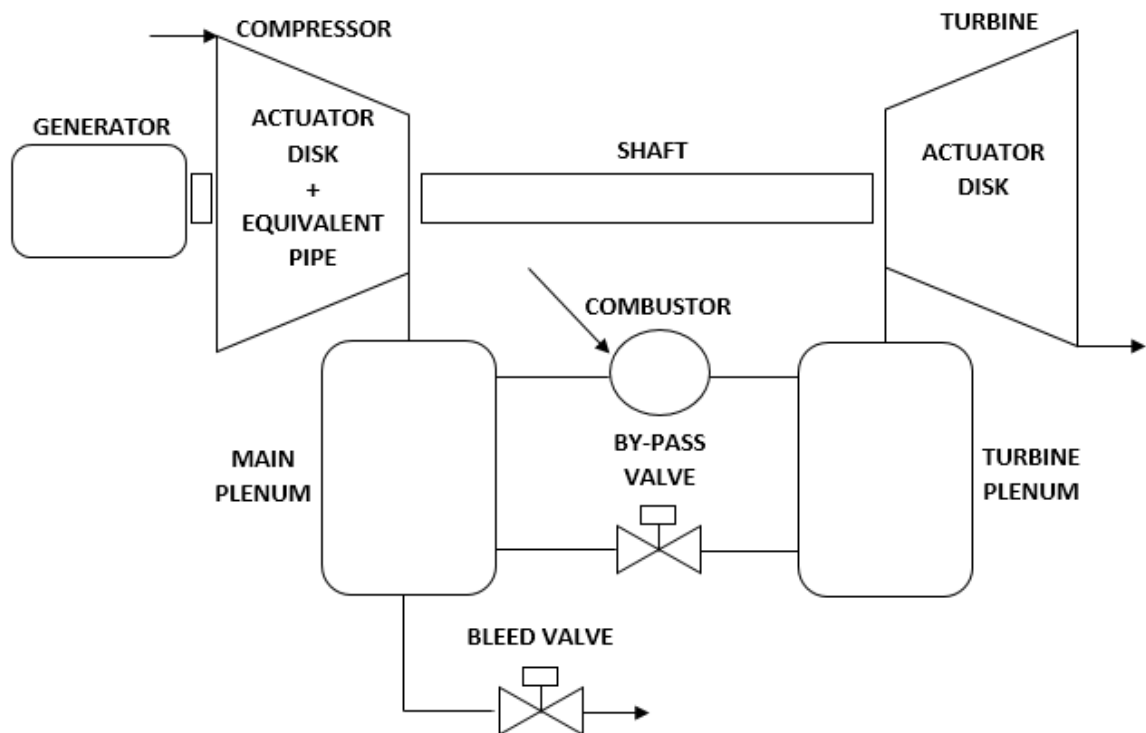 COMPRESSOR
TURBINE
GENERATOR
ACTUATOR
DISK
+
EQUIVALENT
PIPE
SHAFT
ACTUATOR
DISK
COMBUSTOR
BY-PASS
VALVE
MAIN
PLENUM
TURBINE
PLENUM
BLEED VALVE